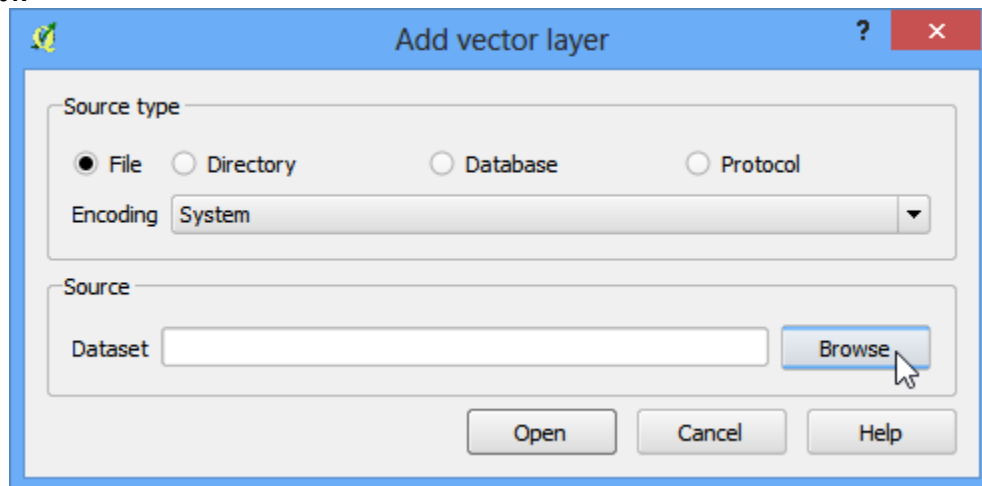 Add vector layer ?
Source type
File Directory Database Protocol
Encoding System
Source
Dataset Browse
Open Cancel Help